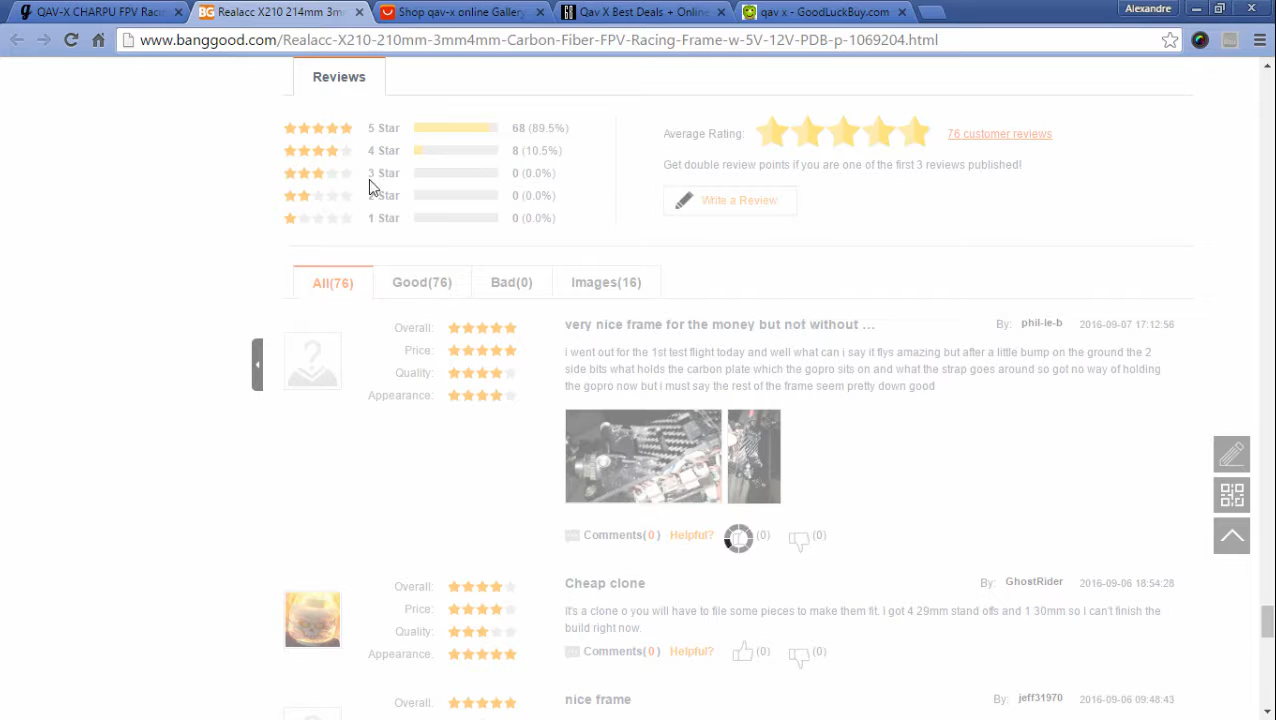 QAV-X CHARPU FPV Racin
BG Realacc X210 214mm 3m
Shop qav-x online Gallery
Qav X Best Deals + Online
qav x - GoodLuckBuy.com
Alexandre
www.banggood.com/Realacc-X210-210mm-3mm4mm-Carbon-Fiber-FPV-Racing-Frame-w-5V-12V-PDB-p-1069204.html
Reviews
5 Star 68 (89.5%)
4 Star 8 (10.5%)
3 Star 0 (0.0%)
2 Star 0 (0.0%)
1 Star 0 (0.0%)
Average Rating: 76 customer reviews
Get double review points if you are one of the first 3 reviews published!
Write a Review
All(76) Good(76) Bad(0) Images(16)
Overall:
Price:
Quality:
Appearance:
very nice frame for the money but not without ... By: phil-le-b 2016-09-07 17:12:56
i went out for the 1st test flight today and well what can i say it flys amazing but after a little bump on the ground the 2
side bits what holds the carbon plate which the gopro sits on and what the strap goes around so got no way of holding
the gopro now but i must say the rest of the frame seem pretty down good
Comments(0) Helpful? (0) (0)
Overall:
Price:
Quality:
Appearance:
Cheap clone By: GhostRider 2016-09-06 18:54:28
it's a clone o you will have to file some pieces to make them fit. I got 4 29mm stand offs and 1 30mm so I can't finish the
build right now.
Comments(0) Helpful? (0) (0)
Overall:
nice frame By: jeff31970 2016-09-06 09:48:43